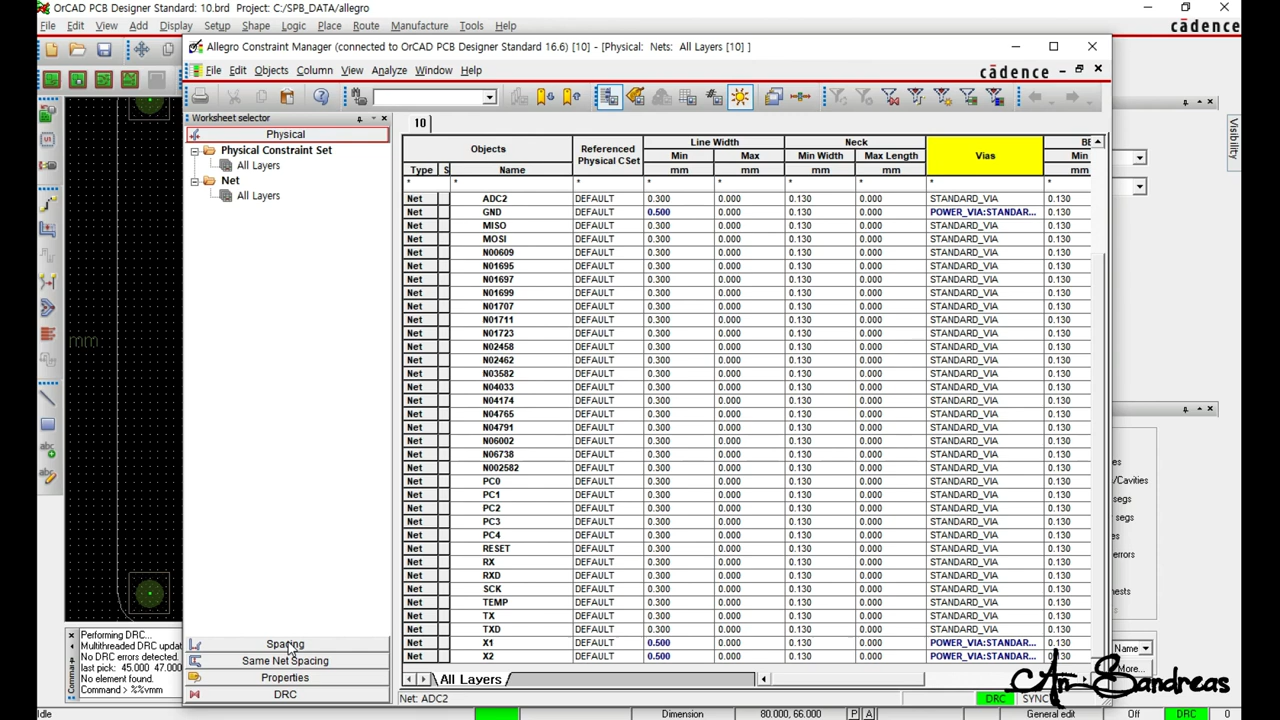 OrCAD PCB Designer Standard: 10.brd Project: C:/SPB_DATA/allegro
File Edit View Add Display Setup Shape Logic Place Route Manufacture Tools Help
cādence
Allegro Constraint Manager (connected to OrCAD PCB Designer Standard 16.6) [10] - [Physical: Nets: All Layers [10] ]
File Edit Objects Column View Analyze Window Help
cādence
Worksheet selector
Physical
Physical Constraint Set
All Layers
Net
All Layers
Spacing
Same Net Spacing
Properties
DRC
10
Objects Referenced Physical CSet Line Width Neck Vias
Min Max Min Width Max Length Min
Type S Name mm mm mm mm mm
* * * * * * * * *
Net ADC2 DEFAULT 0.300 0.000 0.130 0.000 STANDARD_VIA 0.130
Net GND DEFAULT 0.500 0.000 0.130 0.000 POWER_VIA:STANDAR... 0.130
Net MISO DEFAULT 0.300 0.000 0.130 0.000 STANDARD_VIA 0.130
Net MOSI DEFAULT 0.300 0.000 0.130 0.000 STANDARD_VIA 0.130
Net N00609 DEFAULT 0.300 0.000 0.130 0.000 STANDARD_VIA 0.130
Net N01695 DEFAULT 0.300 0.000 0.130 0.000 STANDARD_VIA 0.130
Net N01697 DEFAULT 0.300 0.000 0.130 0.000 STANDARD_VIA 0.130
Net N01699 DEFAULT 0.300 0.000 0.130 0.000 STANDARD_VIA 0.130
Net N01707 DEFAULT 0.300 0.000 0.130 0.000 STANDARD_VIA 0.130
Net N01711 DEFAULT 0.300 0.000 0.130 0.000 STANDARD_VIA 0.130
Net N01723 DEFAULT 0.300 0.000 0.130 0.000 STANDARD_VIA 0.130
Net N02458 DEFAULT 0.300 0.000 0.130 0.000 STANDARD_VIA 0.130
Net N02462 DEFAULT 0.300 0.000 0.130 0.000 STANDARD_VIA 0.130
Net N03582 DEFAULT 0.300 0.000 0.130 0.000 STANDARD_VIA 0.130
Net N04033 DEFAULT 0.300 0.000 0.130 0.000 STANDARD_VIA 0.130
Net N04174 DEFAULT 0.300 0.000 0.130 0.000 STANDARD_VIA 0.130
Net N04765 DEFAULT 0.300 0.000 0.130 0.000 STANDARD_VIA 0.130
Net N04791 DEFAULT 0.300 0.000 0.130 0.000 STANDARD_VIA 0.130
Net N06002 DEFAULT 0.300 0.000 0.130 0.000 STANDARD_VIA 0.130
Net N06738 DEFAULT 0.300 0.000 0.130 0.000 STANDARD_VIA 0.130
Net N002582 DEFAULT 0.300 0.000 0.130 0.000 STANDARD_VIA 0.130
Net PC0 DEFAULT 0.300 0.000 0.130 0.000 STANDARD_VIA 0.130
Net PC1 DEFAULT 0.300 0.000 0.130 0.000 STANDARD_VIA 0.130
Net PC2 DEFAULT 0.300 0.000 0.130 0.000 STANDARD_VIA 0.130
Net PC3 DEFAULT 0.300 0.000 0.130 0.000 STANDARD_VIA 0.130
Net PC4 DEFAULT 0.300 0.000 0.130 0.000 STANDARD_VIA 0.130
Net RESET DEFAULT 0.300 0.000 0.130 0.000 STANDARD_VIA 0.130
Net RX DEFAULT 0.300 0.000 0.130 0.000 STANDARD_VIA 0.130
Net RXD DEFAULT 0.300 0.000 0.130 0.000 STANDARD_VIA 0.130
Net SCK DEFAULT 0.300 0.000 0.130 0.000 STANDARD_VIA 0.130
Net TEMP DEFAULT 0.300 0.000 0.130 0.000 STANDARD_VIA 0.130
Net TX DEFAULT 0.300 0.000 0.130 0.000 STANDARD_VIA 0.130
Net TXD DEFAULT 0.300 0.000 0.130 0.000 STANDARD_VIA 0.130
Net X1 DEFAULT 0.500 0.000 0.130 0.000 POWER_VIA:STANDAR... 0.130
Net X2 DEFAULT 0.500 0.000 0.130 0.000 POWER_VIA:STANDAR... 0.130
All Layers
Net: ADC2 DRC SYNC
Visibility
/Cavities
segs
segs
errors
Name
More...
mm
Performing DRC...
Multithreaded DRC updat
No DRC errors detected.
last pick: 45.000 47.000
No element found.
Command > %%vmm
Idle Dimension 80.000, 66.000 P A Off General edit Off DRC 0
An Sandreas